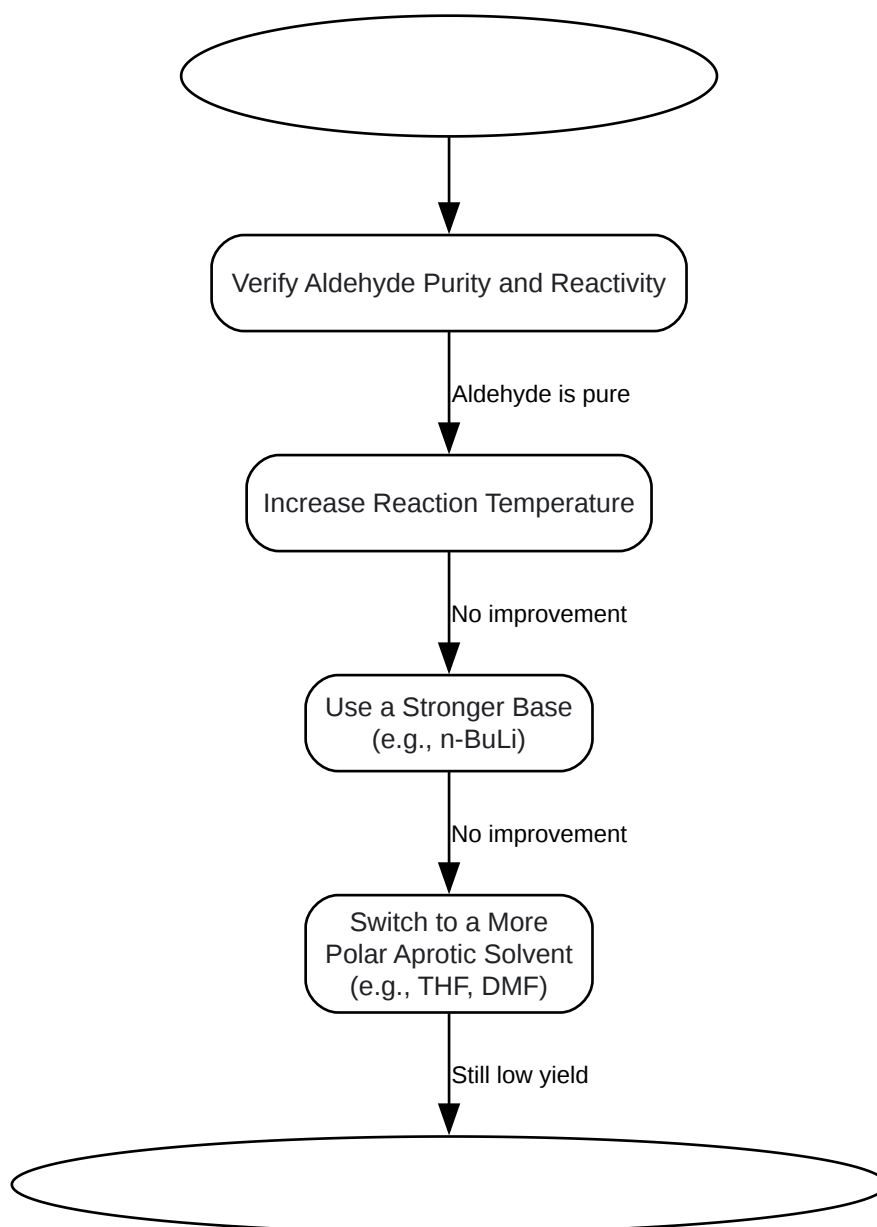 Verify Aldehyde Purity and Reactivity
Aldehyde is pure
Increase Reaction Temperature
No improvement
Use a Stronger Base
(e.g., n-BuLi)
No improvement
Switch to a More
Polar Aprotic Solvent
(e.g., THF, DMF)
Still low yield